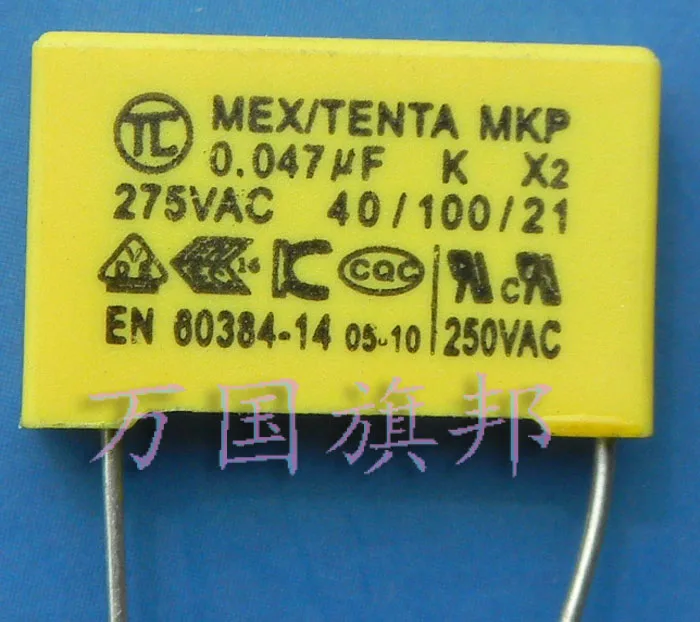 MEX/TENTA MKP
0.047µF K X2
275VAC 40/100/21
EN 60384-14 05-10 250VAC
万国旗邦